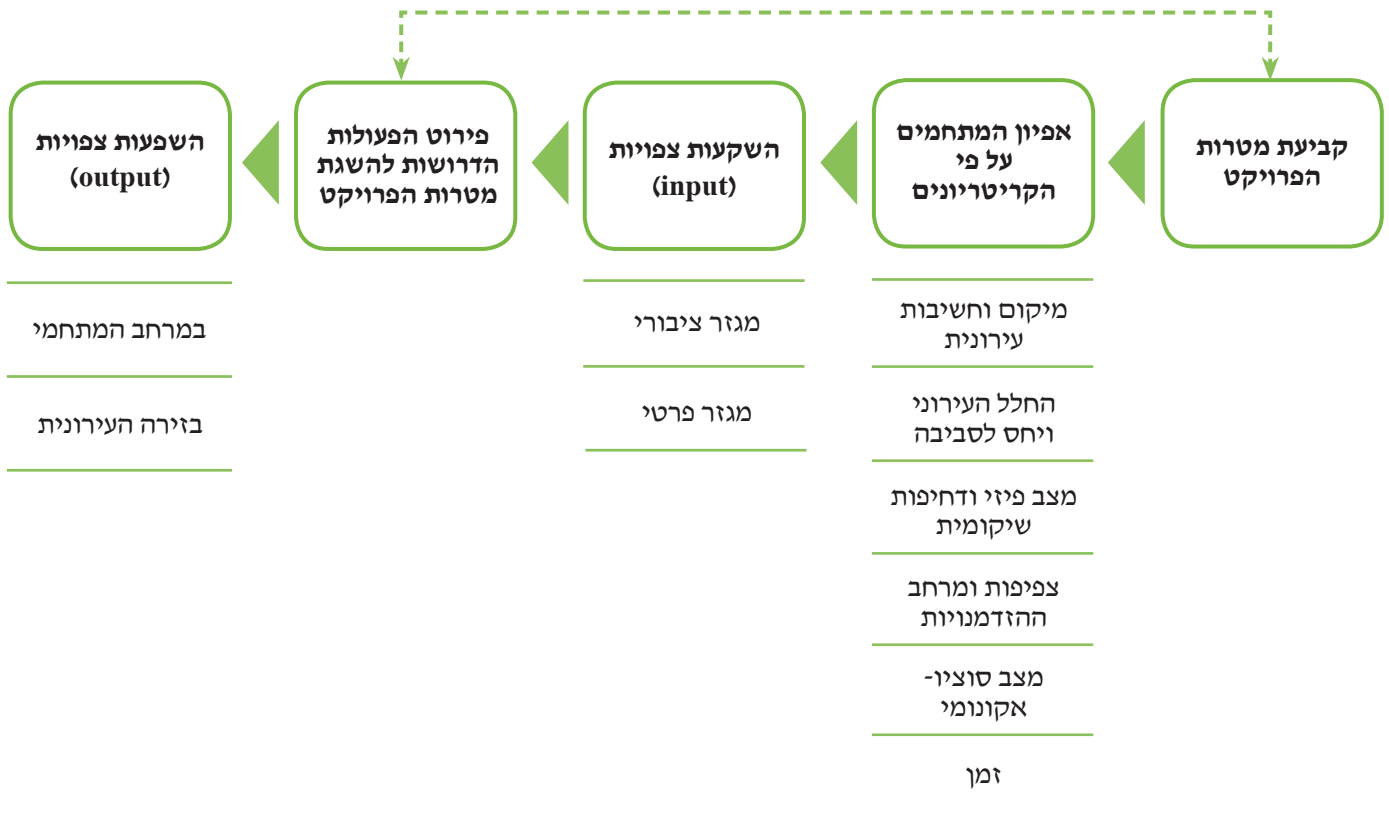 קביעת מטרות
הפרויקט
אפיון המתחמים
על פי
הקריטריונים
מיקום וחשיבות
עירונית
החלל העירוני
ויחס לסביבה
מצב פיזי ודחיפות
שיקומית
צפיפות ומרחב
ההזדמנויות
מצב סוציו-
אקונומי
זמן
השקעות צפויות
(input)
מגזר ציבורי
מגזר פרטי
פירוט הפעולות
הדרושות להשגת
מטרות הפרויקט
השפעות צפויות
(output)
במרחב המתחמי
בזירה העירונית